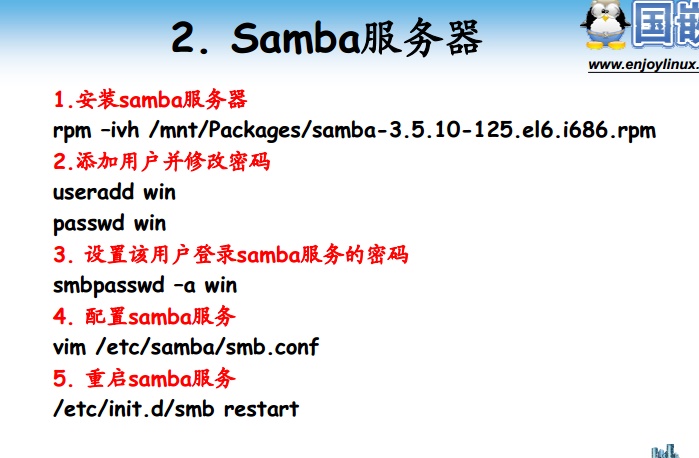 2. Samba服务器
国嵌
www.enjoylinux.
1.安装samba服务器
rpm –ivh /mnt/Packages/samba-3.5.10-125.el6.i686.rpm
2.添加用户并修改密码
useradd win
passwd win
3. 设置该用户登录samba服务的密码
smbpasswd –a win
4. 配置samba服务
vim /etc/samba/smb.conf
5. 重启samba服务
/etc/init.d/smb restart